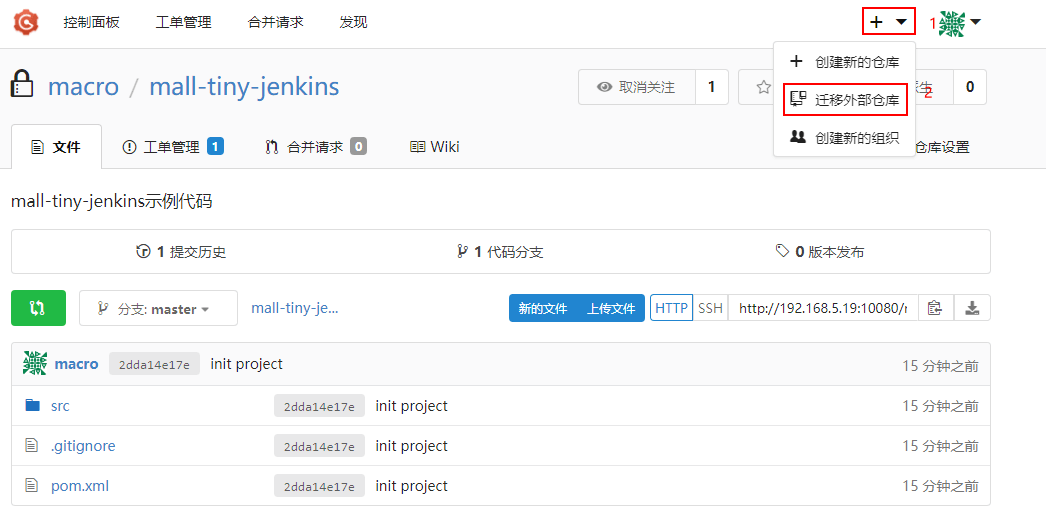 控制面板 工单管理 合并请求 发现 1
创建新的仓库
macro / mall-tiny-jenkins 取消关注 1 生 0
迁移外部仓库 2
文件 工单管理 1 合并请求 0 Wiki 创建新的组织 仓库设置
mall-tiny-jenkins示例代码
1 提交历史 1 代码分支 0 版本发布
分支: master mall-tiny-je... 新的文件 上传文件 HTTP SSH http://192.168.5.19:10080/r
macro 2dda14e17e init project 15 分钟之前
src 2dda14e17e init project 15 分钟之前
.gitignore 2dda14e17e init project 15 分钟之前
pom.xml 2dda14e17e init project 15 分钟之前